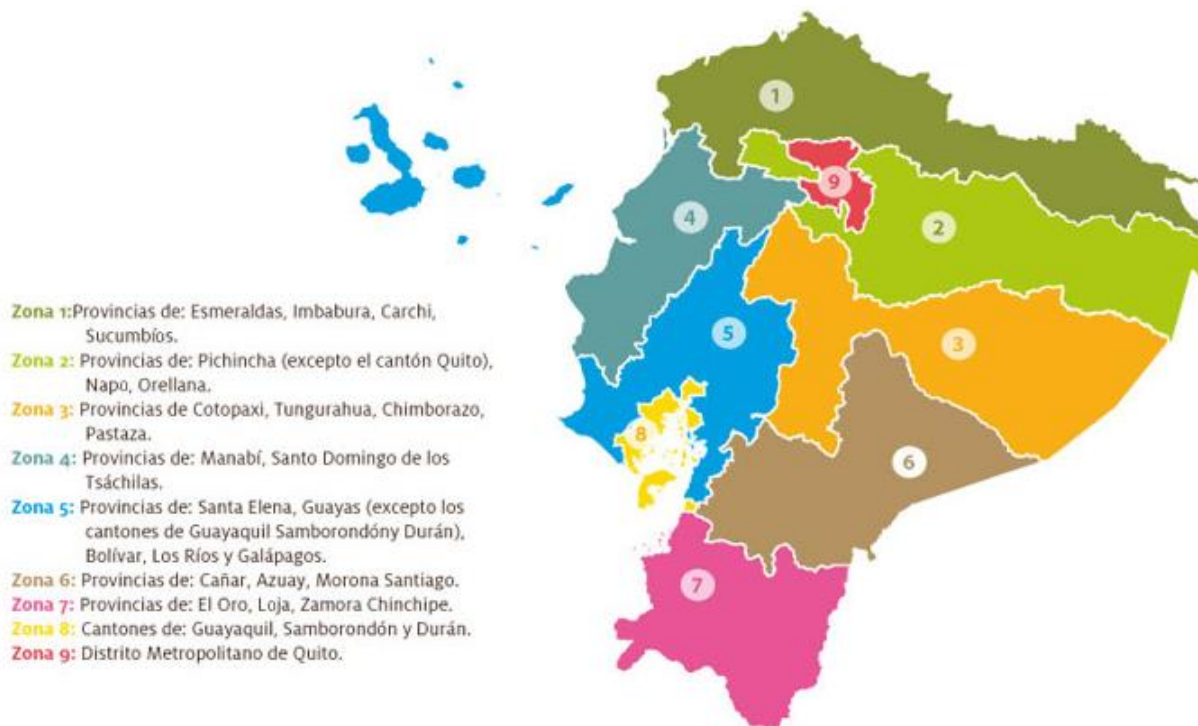 1
9
2
4
3
5
8
6
7
Zona 1:Provincias de: Esmeraldas, Imbabura, Carchi,
Sucumbíos.
Zona 2: Provincias de: Pichincha (excepto el cantón Quito),
Napo, Orellana.
Zona 3: Provincias de Cotopaxi, Tungurahua, Chimborazo,
Pastaza.
Zona 4: Provincias de: Manabí, Santo Domingo de los
Tsáchilas.
Zona 5: Provincias de: Santa Elena, Guayas (excepto los
cantones de Guayaquil Samborondóny Durán),
Bolívar, Los Ríos y Galápagos.
Zona 6: Provincias de: Cañar, Azuay, Morona Santiago.
Zona 7: Provincias de: El Oro, Loja, Zamora Chinchipe.
Zona 8: Cantones de: Guayaquil, Samborondón y Durán.
Zona 9: Distrito Metropolitano de Quito.